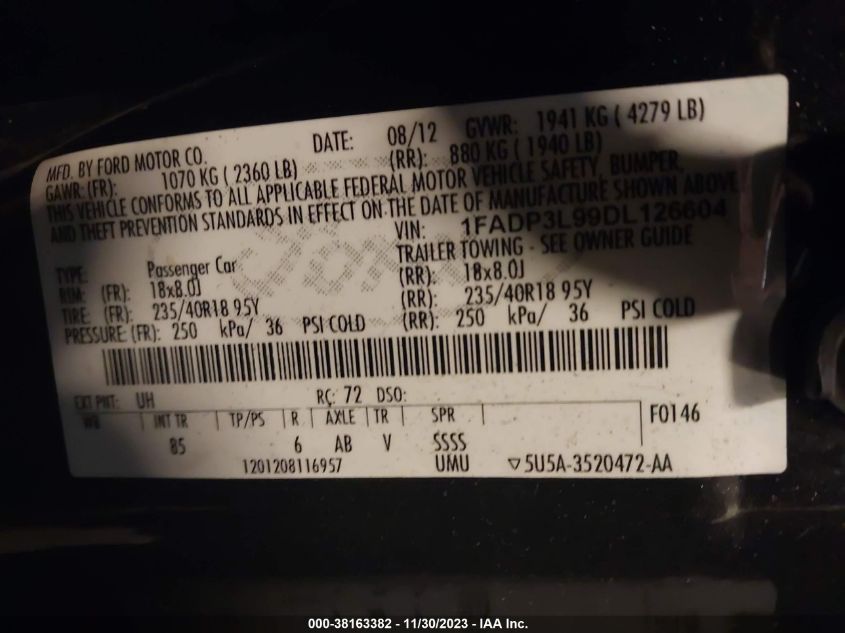 MFD. BY FORD MOTOR CO. DATE: 08/12 GVWR: 1941 KG ( 4279 LB)
GAWR: (FR): 1070 KG ( 2360 LB) (RR): 880 KG ( 1940 LB)
THIS VEHICLE CONFORMS TO ALL APPLICABLE FEDERAL MOTOR VEHICLE SAFETY, BUMPER,
AND THEFT PREVENTION STANDARDS IN EFFECT ON THE DATE OF MANUFACTURE SHOWN ABOVE
VIN: 1FADP3L99DL126604
TYPE: Passenger Car TRAILER TOWING - SEE OWNER GUIDE
RIM: (FR): 18x8.0J (RR): 18x8.0J
TIRE: (FR): 235/40R18 95Y (RR): 235/40R18 95Y
PRESSURE: (FR): 250 kPa/ 36 PSI COLD (RR): 250 kPa/ 36 PSI COLD
EXT PNT: UH RC: 72 DSO:
WB INT TR TP/PS R AXLE TR SPR F0146
85 6 AB V SSSS
1201208116957 UMU ▽5U5A-3520472-AA
000-38163382 - 11/30/2023 - IAA Inc.